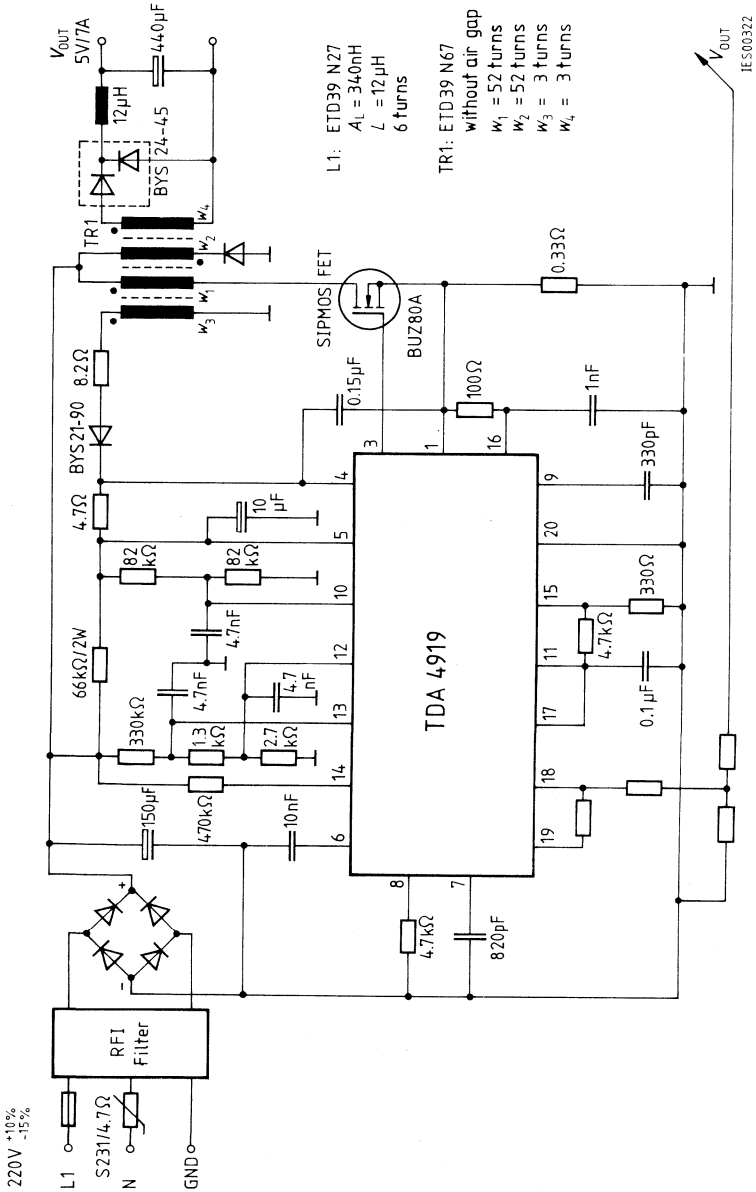 220V +10%
-15%
L1
S231/4.7Ω
N
GND
RFI
Filter
+
-
150µF
10nF
470kΩ
330kΩ
1.3
kΩ
2.7
kΩ
4.7nF
4.7
nF
4.7nF
66kΩ/2W
82
kΩ
82
kΩ
10
µF
4.7Ω
BYS21-90
8.2Ω
0.15µF
TR1
W3
W1
W2
W4
BYS 24-45
12µH
440µF
VOUT
5V/7A
SIPMOS FET
BUZ80A
0.33Ω
100Ω
1nF
330pF
330Ω
4.7kΩ
0.1µF
4.7kΩ
820pF
TDA 4919
6
14
13
12
10
5
4
3
1
16
9
20
15
11
17
18
19
8
7
L1: ETD39 N27
AL = 340nH
L = 12µH
6 turns
TR1: ETD39 N67
without air gap
W1 = 52 turns
W2 = 52 turns
W3 = 3 turns
W4 = 3 turns
VOUT
IES00322